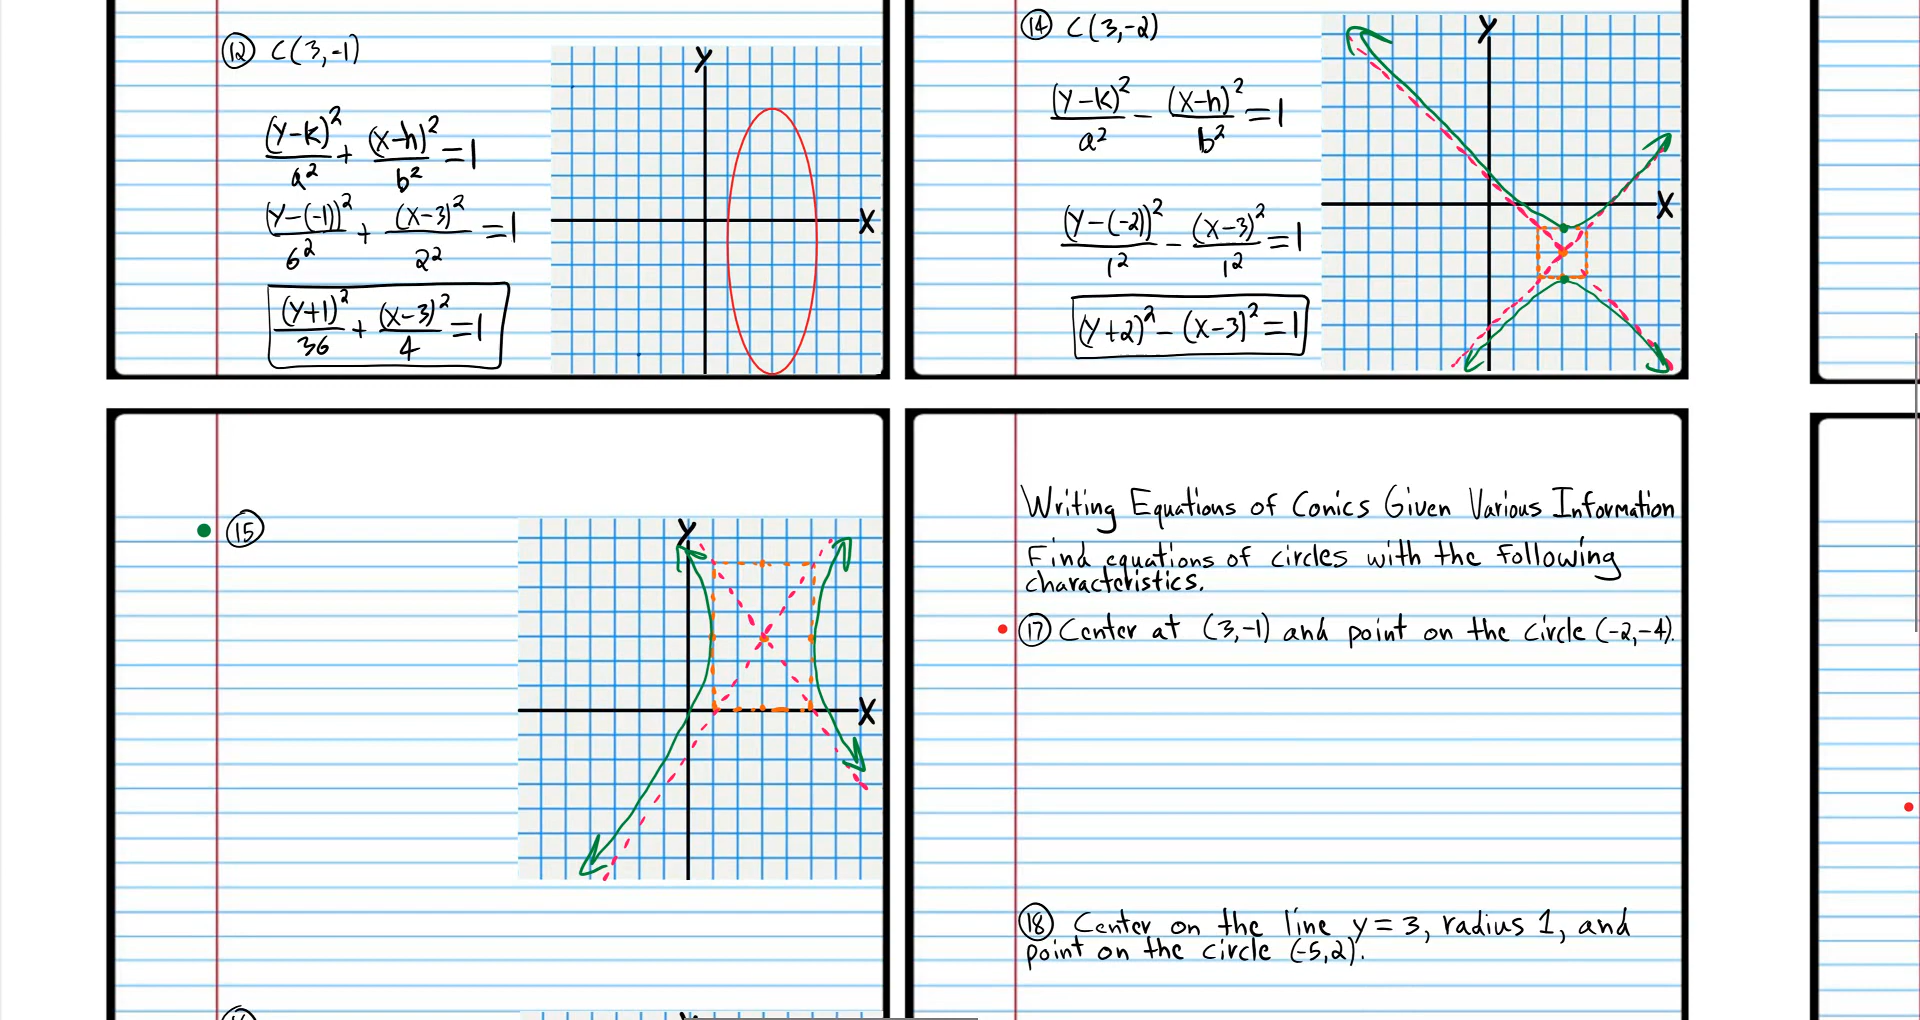 ⑫ C(3,-1)
(y-k)²/a² + (x-h)²/b² = 1
(y-(-1))²/6² + (x-3)²/2² = 1
(y+1)²/36 + (x-3)²/4 = 1
Y
X
⑭ C(3,-2)
(y-k)²/a² - (x-h)²/b² = 1
(y-(-2))²/1² - (x-3)²/1² = 1
(y+2)² - (x-3)² = 1
Y
X
⑮
Y
X
Writing Equations of Conics Given Various Information
Find equations of circles with the following
characteristics.
⑰ Center at (3,-1) and point on the circle (-2,-4).
⑱ Center on the line y = 3, radius 1, and
point on the circle (-5,2).